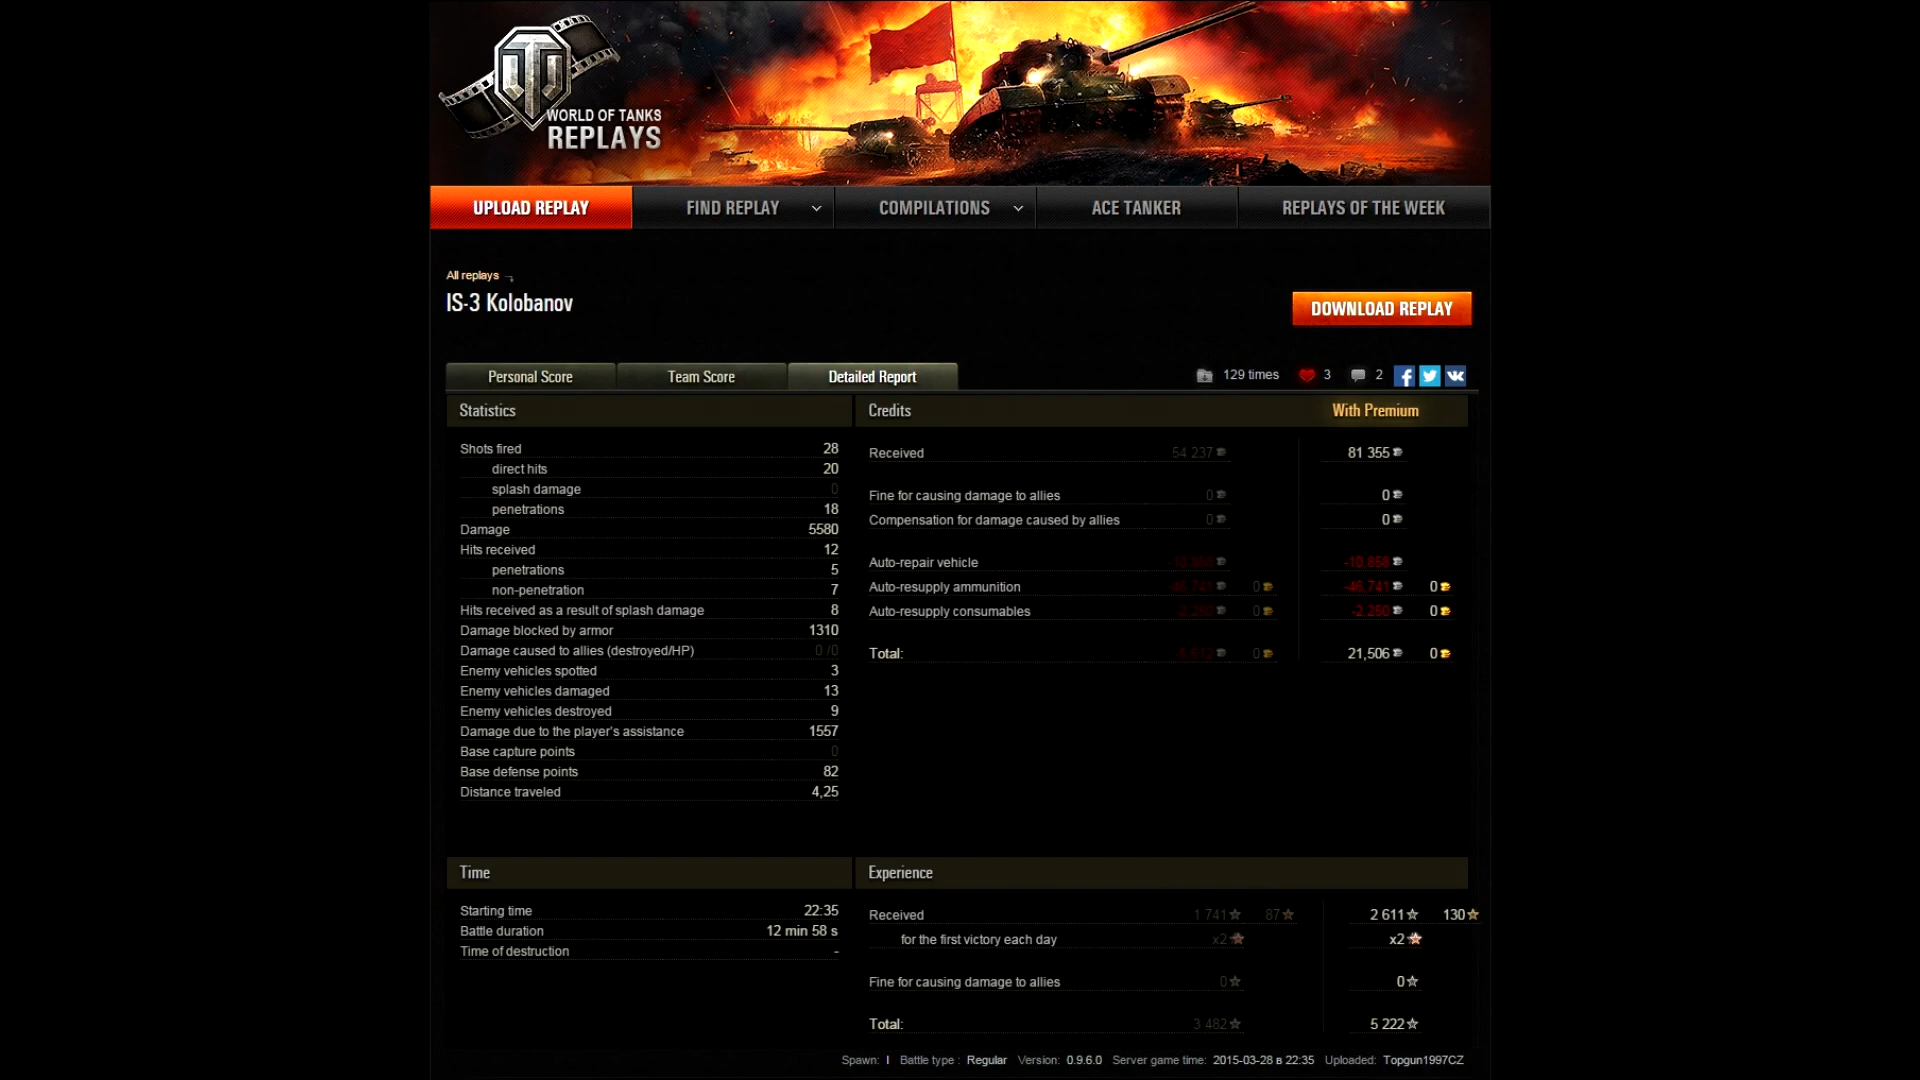 WORLD OF TANKS
REPLAYS
UPLOAD REPLAY FIND REPLAY COMPILATIONS ACE TANKER REPLAYS OF THE WEEK
All replays
IS-3 Kolobanov
DOWNLOAD REPLAY
Personal Score Team Score Detailed Report 129 times 3 2
Statistics
Shots fired 28
direct hits 20
splash damage 0
penetrations 18
Damage 5580
Hits received 12
penetrations 5
non-penetration 7
Hits received as a result of splash damage 8
Damage blocked by armor 1310
Damage caused to allies (destroyed/HP) 0 /0
Enemy vehicles spotted 3
Enemy vehicles damaged 13
Enemy vehicles destroyed 9
Damage due to the player's assistance 1557
Base capture points 0
Base defense points 82
Distance traveled 4,25
Credits With Premium
Received 54 237 81 355
Fine for causing damage to allies 0 0
Compensation for damage caused by allies 0 0
Auto-repair vehicle -10 858
Auto-resupply ammunition -46,741 0 -46,741 0
Auto-resupply consumables -2 250 0 -2 250 0
Total: 0 21,506 0
Time
Starting time 22:35
Battle duration 12 min 58 s
Time of destruction -
Experience
Received 1 741 87 2 611 130
for the first victory each day x2 x2
Fine for causing damage to allies 0 0
Total: 3 482 5 222
Spawn: I Battle type : Regular Version: 0.9.6.0 Server game time: 2015-03-28 в 22:35 Uploaded: Topgun1997CZ